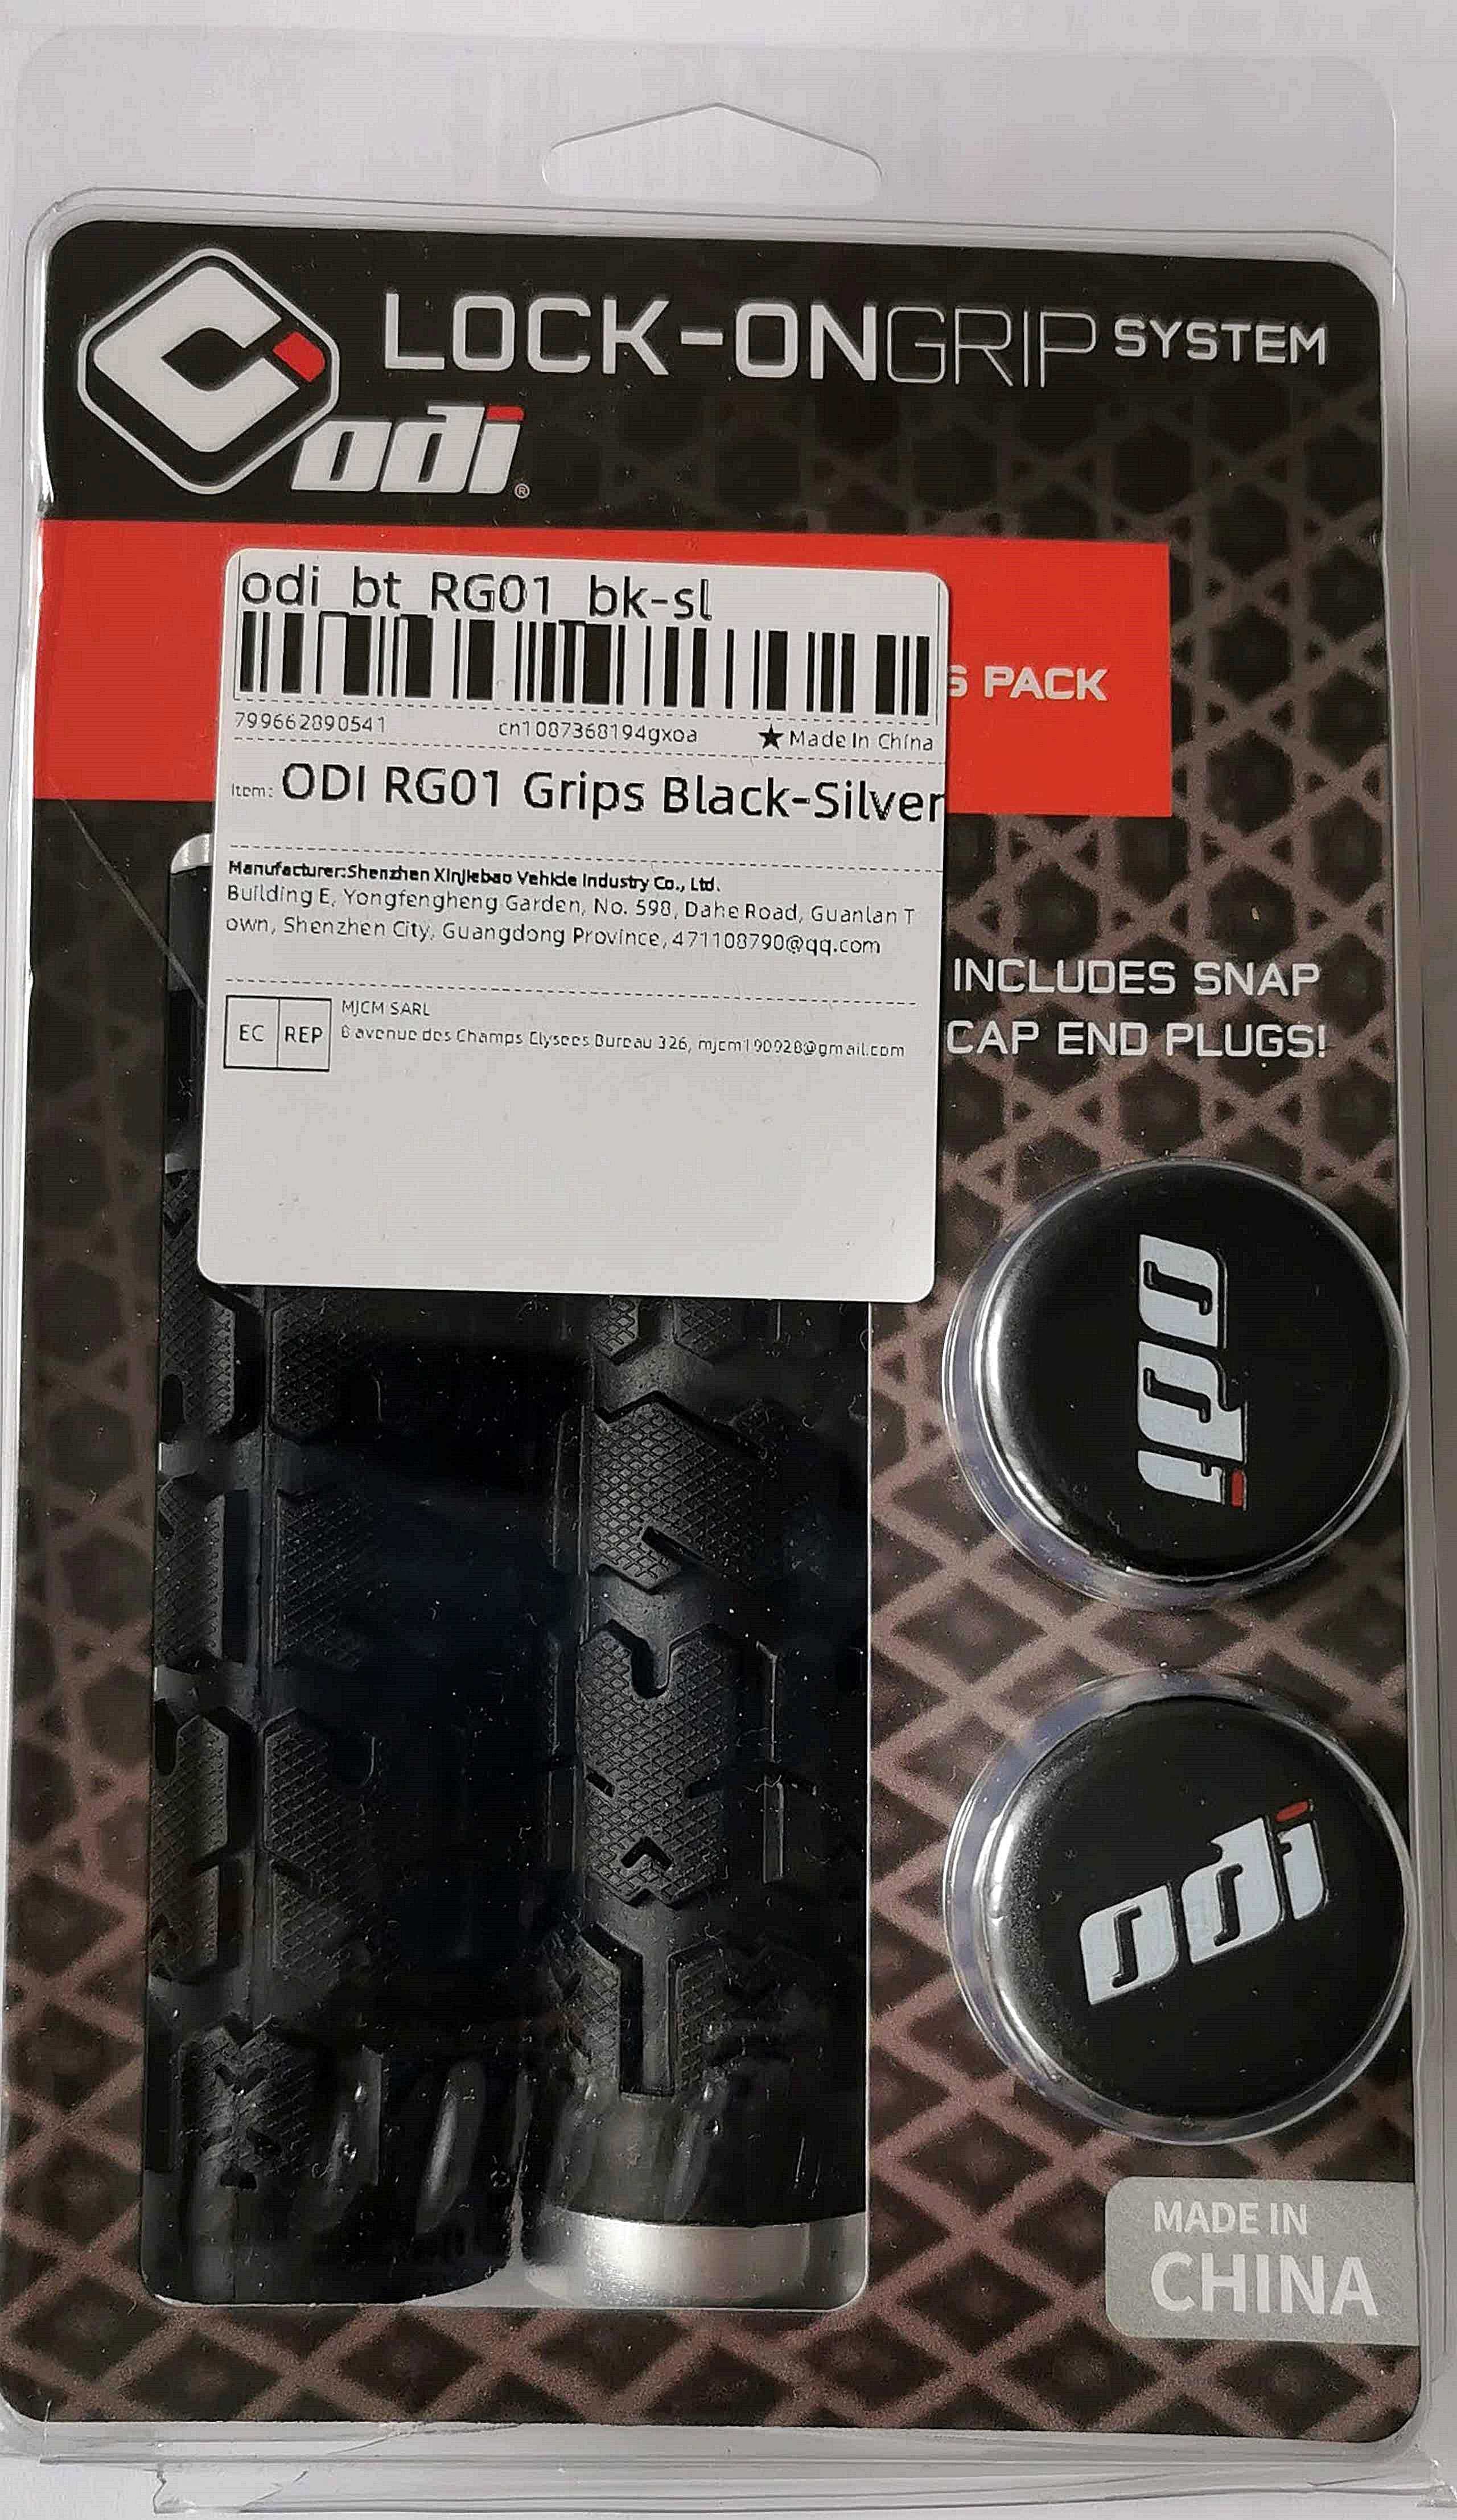 LOCK-ONGRIP SYSTEM
odi®
odi_bt_RG01_bk-sl
PACK
799662890541 cn1087368194gxoa ★ Made In China
Item: ODI RG01 Grips Black-Silver
Manufacturer:Shenzhen Xinjiebao Vehicle Industry Co., Ltd.
Building E, Yongfengheng Garden, No. 598, Dahe Road, Guanlan T
own, Shenzhen City, Guangdong Province, 471108790@qq.com
INCLUDES SNAP
CAP END PLUGS!
EC REP
MJCM SARL
6 avenue des Champs Elysees Bureau 326, mjcm190928@gmail.com
odi
odi
MADE IN
CHINA